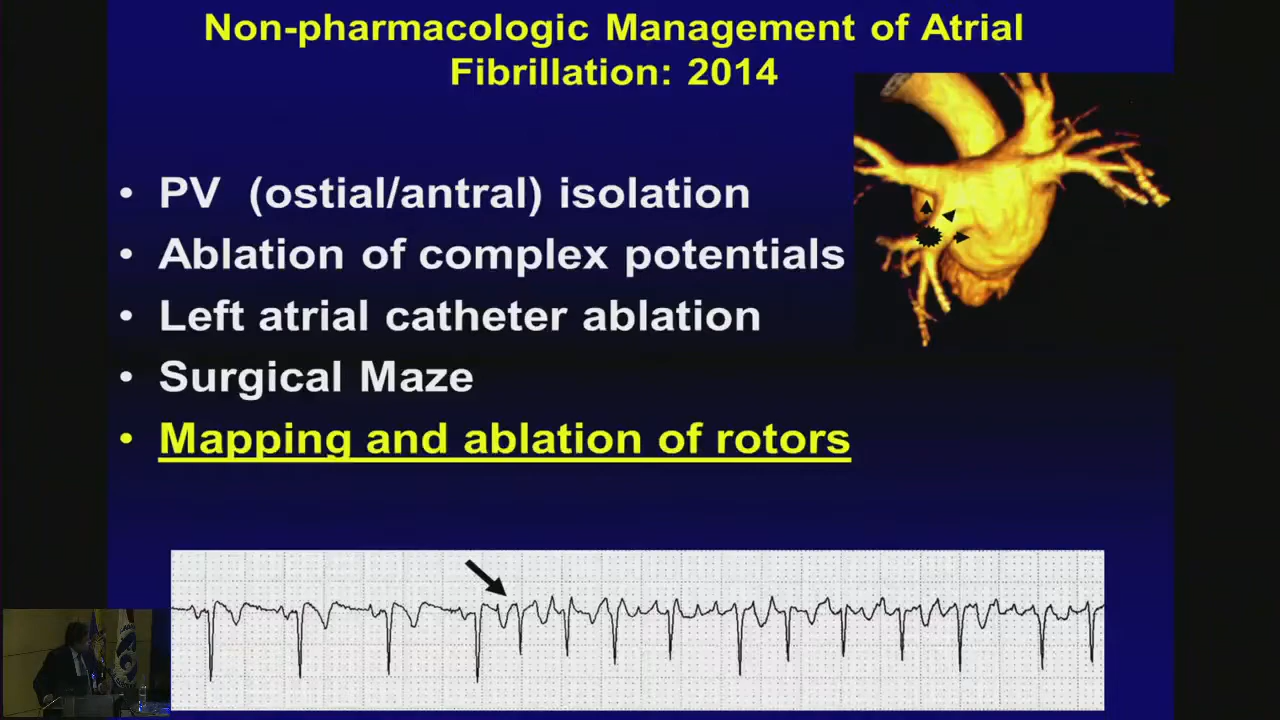 Non-pharmacologic Management of Atrial
Fibrillation: 2014
• PV (ostial/antral) isolation
• Ablation of complex potentials
• Left atrial catheter ablation
• Surgical Maze
• Mapping and ablation of rotors